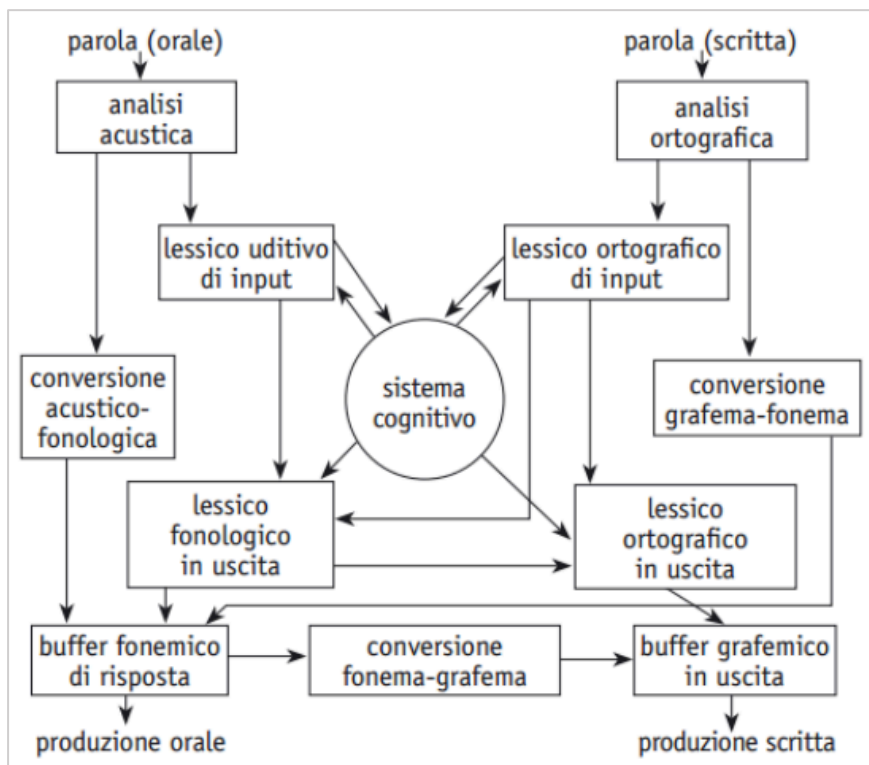 parola (orale)
parola (scritta)
analisi
acustica
analisi
ortografica
lessico uditivo
di input
lessico ortografico
di input
conversione
acustico-
fonologica
sistema
cognitivo
conversione
grafema-fonema
lessico
fonologico
in uscita
lessico
ortografico
in uscita
buffer fonemico
di risposta
conversione
fonema-grafema
buffer grafemico
in uscita
produzione orale
produzione scritta